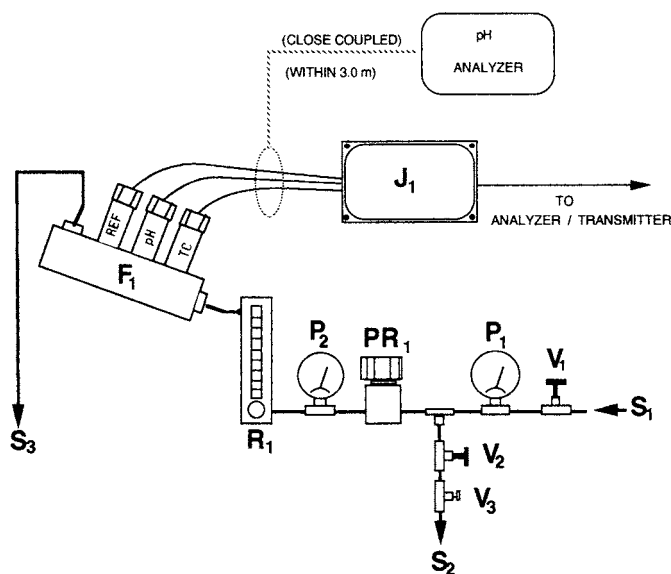 (CLOSE COUPLED)
(WITHIN 3.0 m)
pH
ANALYZER
REF
pH
TC
J1
TO
ANALYZER / TRANSMITTER
F1
P2
PR1
P1
V1
S1
S3
R1
V2
V3
S2